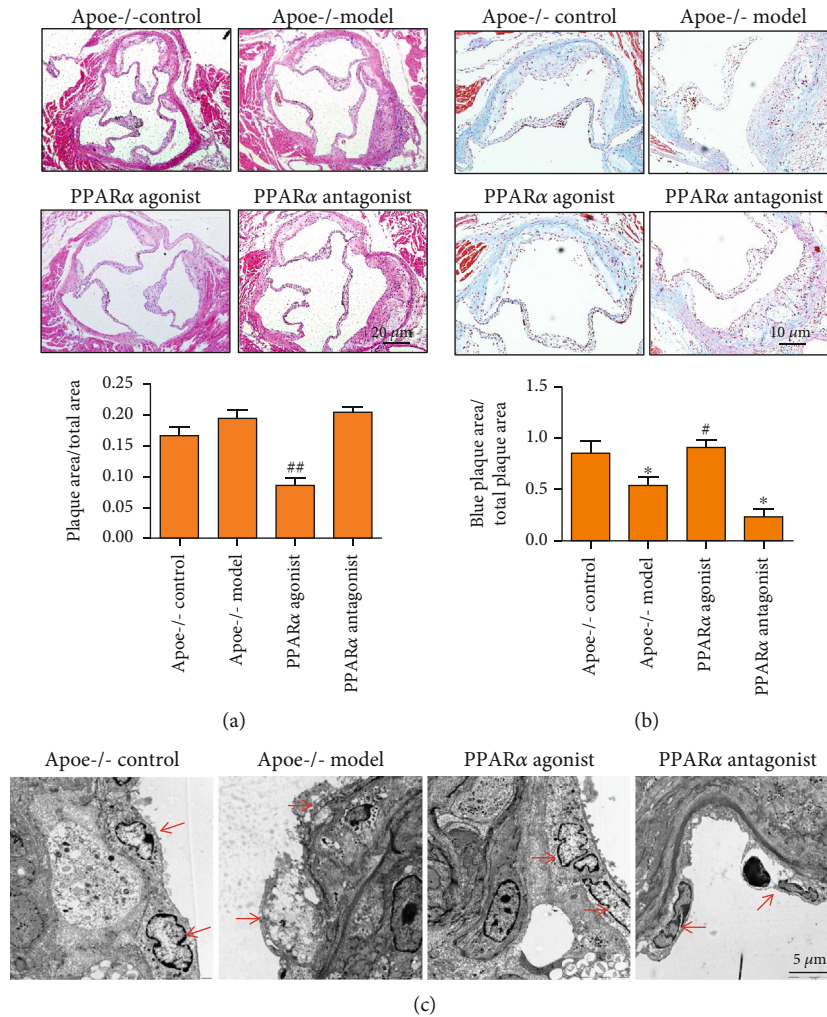 Apoe-/-control
Apoe-/-model
PPARα agonist
PPARα antagonist
20 μm
Plaque area/total area
0.25
0.20
0.15
0.10
0.05
0.00
##
Apoe-/- control
Apoe-/- model
PPARα agonist
PPARα antagonist
(a)
Apoe-/- control
Apoe-/- model
PPARα agonist
PPARα antagonist
10 μm
Blue plaque area/
total plaque area
1.5
1.0
0.5
0.0
*
#
*
Apoe-/- control
Apoe-/- model
PPARα agonist
PPARα antagonist
(b)
Apoe-/- control
Apoe-/- model
PPARα agonist
PPARα antagonist
5 μm
(c)